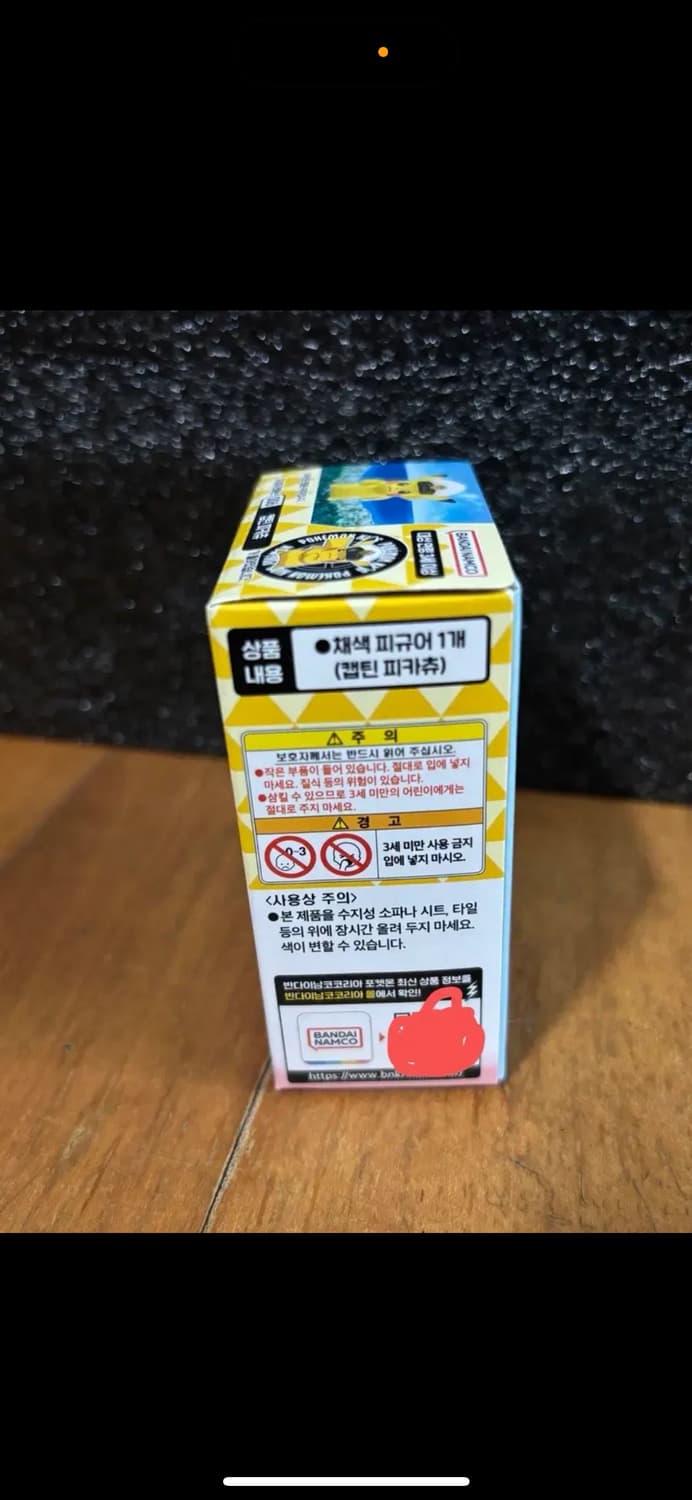 BANDAI NAMCO
POKÉMON
상품
내용
●채색 피규어 1개
(캡틴 피카츄)
⚠ 주 의
보호자께서는 반드시 읽어 주십시오.
●작은 부품이 들어 있습니다. 절대로 입에 넣지
마세요. 질식 등의 위험이 있습니다.
●삼킬 수 있으므로 3세 미만의 어린이에게는
절대로 주지 마세요.
⚠ 경 고
0-3
3세 미만 사용 금지
입에 넣지 마시오.
<사용상 주의>
●본 제품을 수지성 소파나 시트, 타일
등의 위에 장시간 올려 두지 마세요.
색이 변할 수 있습니다.
반다이남코코리아 포켓몬 최신 상품 정보를
반다이남코코리아 몰에서 확인!
BANDAI
NAMCO
https://www.bnk